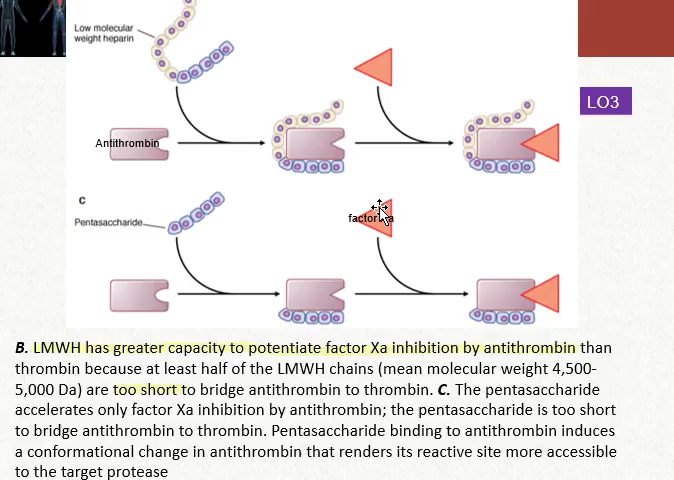 Low molecular
weight heparin
LO3
Antithrombin
C
Pentasaccharide
B. LMWH has greater capacity to potentiate factor Xa inhibition by antithrombin than
thrombin because at least half of the LMWH chains (mean molecular weight 4,500-
5,000 Da) are too short to bridge antithrombin to thrombin. C. The pentasaccharide
accelerates only factor Xa inhibition by antithrombin; the pentasaccharide is too short
to bridge antithrombin to thrombin. Pentasaccharide binding to antithrombin induces
a conformational change in antithrombin that renders its reactive site more accessible
to the target protease